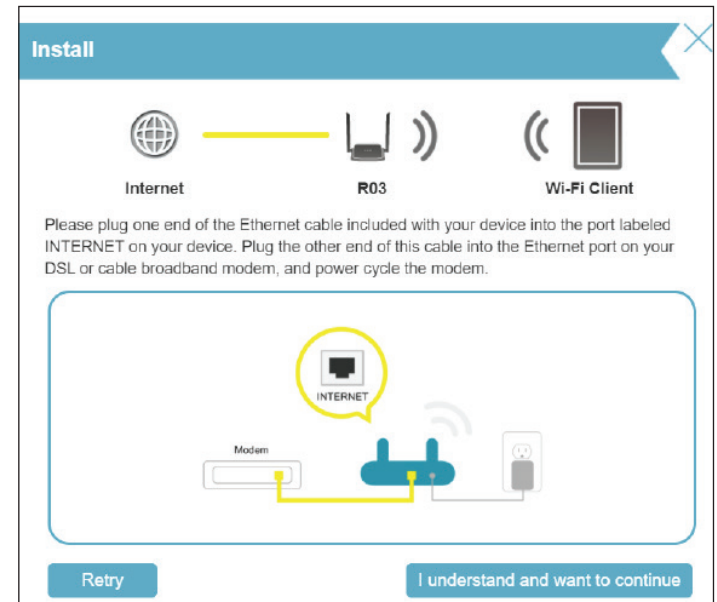 Install
Internet
R03
Wi-Fi Client
Please plug one end of the Ethernet cable included with your device into the port labeled
INTERNET on your device. Plug the other end of this cable into the Ethernet port on your
DSL or cable broadband modem, and power cycle the modem.
INTERNET
Modem
Retry
I understand and want to continue